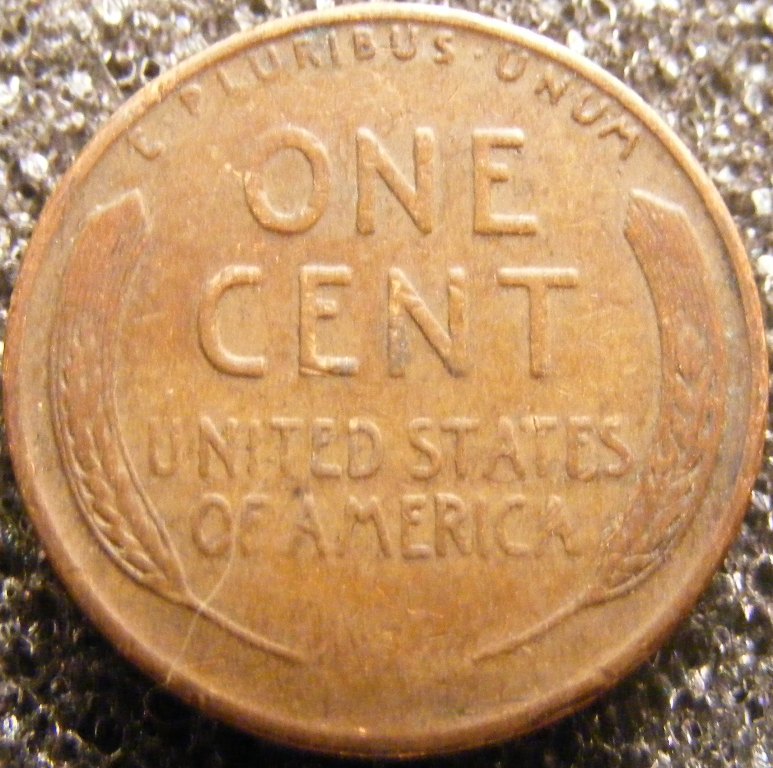 E · PLURIBUS · UNUM
ONE
CENT
UNITED STATES
OF AMERICA